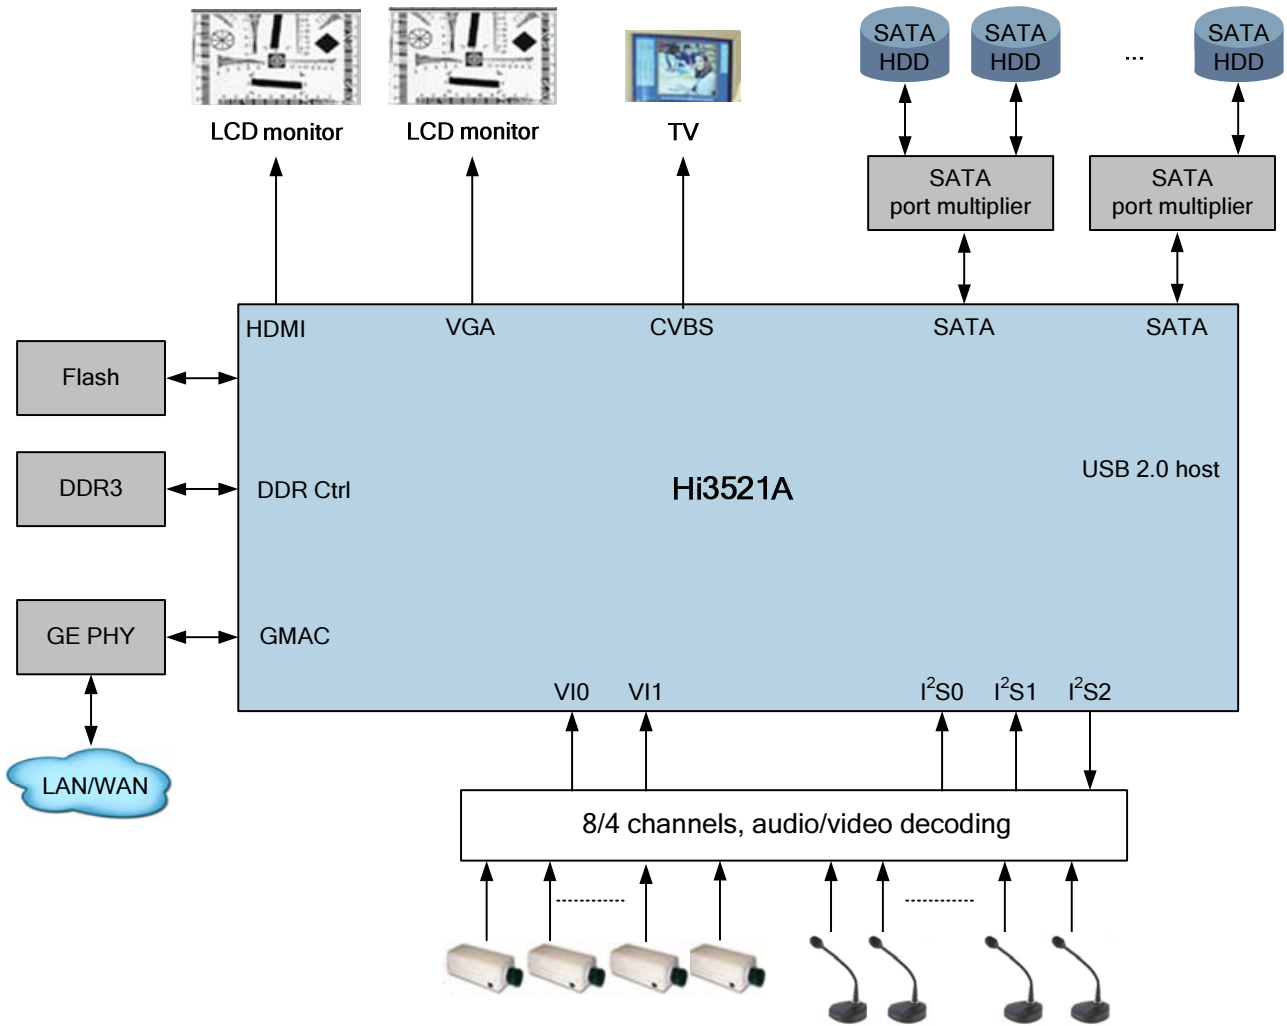 SATA
HDD
SATA
HDD
...
SATA
HDD
LCD monitor
LCD monitor
TV
SATA
port multiplier
SATA
port multiplier
HDMI
VGA
CVBS
SATA
SATA
Flash
DDR3
DDR Ctrl
Hi3521A
USB 2.0 host
GE PHY
GMAC
VI0
VI1
I²S0
I²S1
I²S2
LAN/WAN
8/4 channels, audio/video decoding